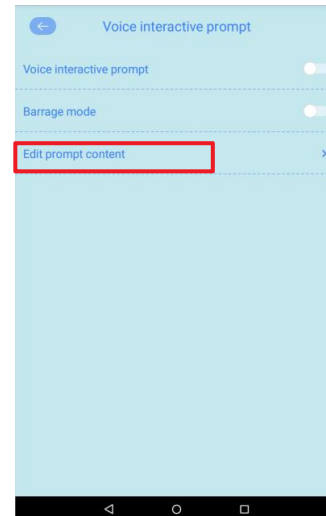 Voice interactive prompt
Voice interactive prompt
Barrage mode
Edit prompt content